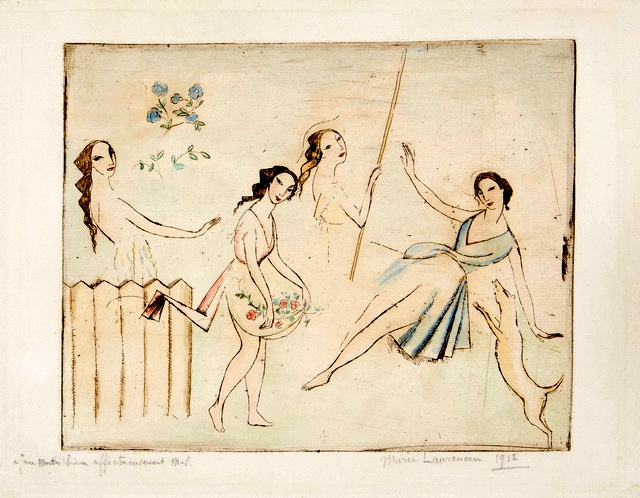 bien affectueusement M.L.
Marie Laurencin 1912